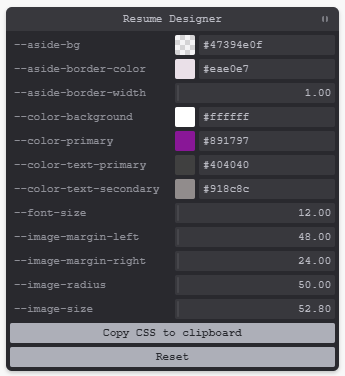 Resume Designer
--aside-bg #47394e0f
--aside-border-color #eae0e7
--aside-border-width 1.00
--color-background #ffffff
--color-primary #891797
--color-text-primary #404040
--color-text-secondary #918c8c
--font-size 12.00
--image-margin-left 48.00
--image-margin-right 24.00
--image-radius 50.00
--image-size 52.80
Copy CSS to clipboard
Reset